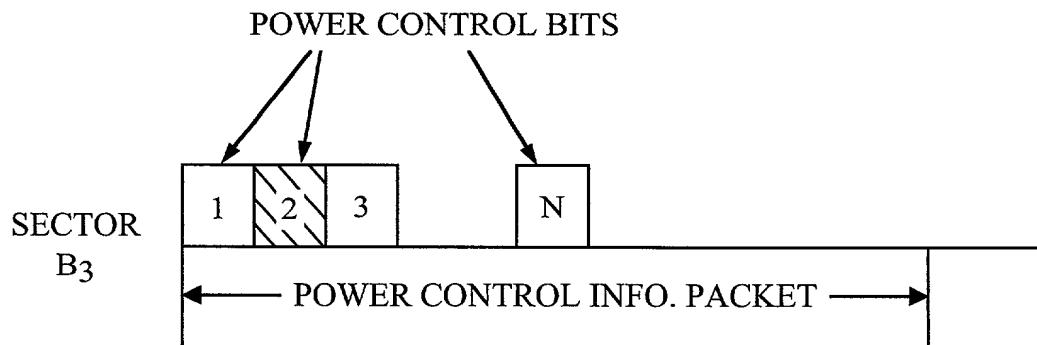 POWER CONTROL BITS
1 2 3 N
SECTOR
B3
POWER CONTROL INFO. PACKET